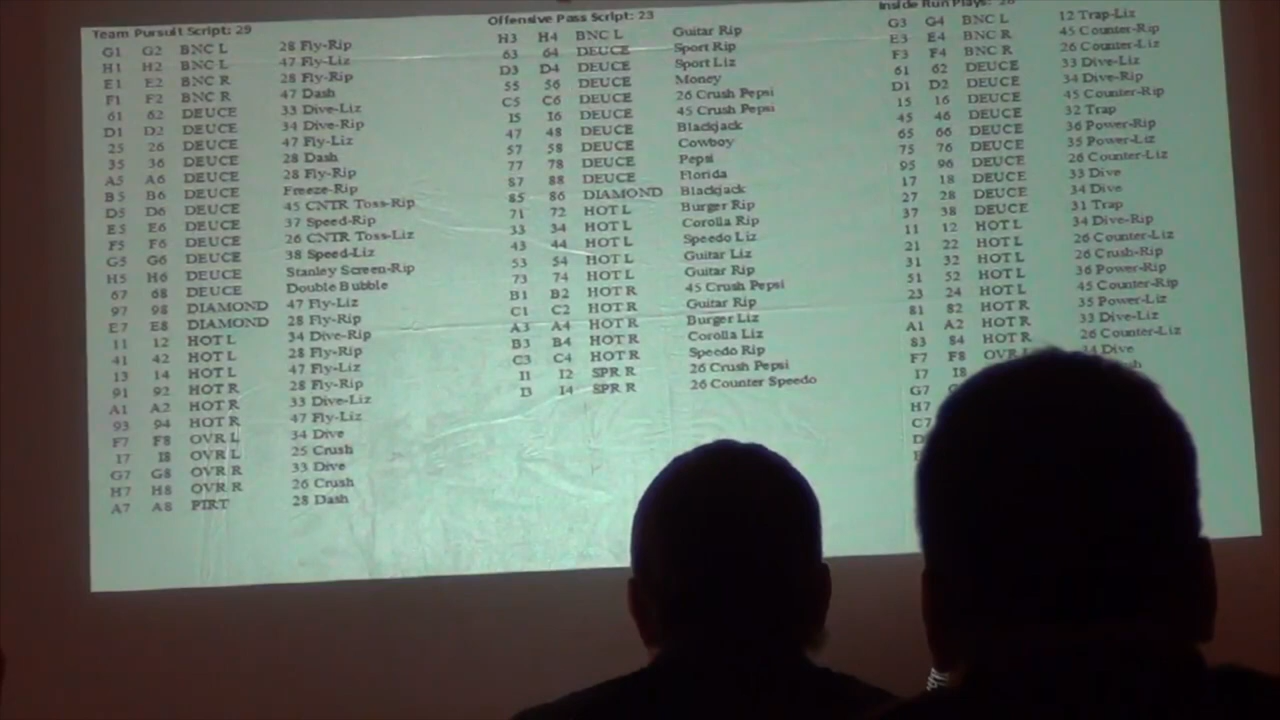 Team Pursuit Script: 29
G1 G2 BNC L 28 Fly-Rip
H1 H2 BNC L 47 Fly-Liz
E1 E2 BNC R 28 Fly-Rip
F1 F2 BNC R 47 Dash
61 62 DEUCE 33 Dive-Liz
D1 D2 DEUCE 34 Dive-Rip
25 26 DEUCE 47 Fly-Liz
35 36 DEUCE 28 Dash
A5 A6 DEUCE 28 Fly-Rip
B5 B6 DEUCE Freeze-Rip
D5 D6 DEUCE 45 CNTR Toss-Rip
E5 E6 DEUCE 37 Speed-Rip
F5 F6 DEUCE 26 CNTR Toss-Liz
G5 G6 DEUCE 38 Speed-Liz
H5 H6 DEUCE Stanley Screen-Rip
67 68 DEUCE Double Bubble
97 98 DIAMOND 47 Fly-Liz
E7 E8 DIAMOND 28 Fly-Rip
11 12 HOT L 34 Dive-Rip
41 42 HOT L 28 Fly-Rip
13 14 HOT L 47 Fly-Liz
91 92 HOT R 28 Fly-Rip
A1 A2 HOT R 33 Dive-Liz
93 94 HOT R 47 Fly-Liz
F7 F8 OVR L 34 Dive
I7 I8 OVR L 25 Crush
G7 G8 OVR R 33 Dive
H7 H8 OVR R 26 Crush
A7 A8 PIRT 28 Dash
Offensive Pass Script: 23
H3 H4 BNC L Guitar Rip
63 64 DEUCE Sport Rip
D3 D4 DEUCE Sport Liz
55 56 DEUCE Money
C5 C6 DEUCE 26 Crush Pepsi
I5 I6 DEUCE 45 Crush Pepsi
47 48 DEUCE Blackjack
57 58 DEUCE Cowboy
77 78 DEUCE Pepsi
87 88 DEUCE Florida
85 86 DIAMOND Blackjack
71 72 HOT L Burger Rip
33 34 HOT L Corolla Rip
43 44 HOT L Speedo Liz
53 54 HOT L Guitar Liz
73 74 HOT L Guitar Rip
B1 B2 HOT R 45 Crush Pepsi
C1 C2 HOT R Guitar Rip
A3 A4 HOT R Burger Liz
B3 B4 HOT R Corolla Liz
C3 C4 HOT R Speedo Rip
I1 I2 SPR R 26 Crush Pepsi
I3 I4 SPR R 26 Counter Speedo
Inside Run Plays:
G3 G4 BNC L 12 Trap-Liz
E3 E4 BNC R 45 Counter-Rip
F3 F4 BNC R 26 Counter-Liz
61 62 DEUCE 33 Dive-Liz
D1 D2 DEUCE 34 Dive-Rip
15 16 DEUCE 45 Counter-Rip
45 46 DEUCE 32 Trap
65 66 DEUCE 36 Power-Rip
75 76 DEUCE 35 Power-Liz
95 96 DEUCE 26 Counter-Liz
17 18 DEUCE 33 Dive
27 28 DEUCE 34 Dive
37 38 DEUCE 31 Trap
11 12 HOT L 34 Dive-Rip
21 22 HOT L 26 Counter-Liz
31 32 HOT L 26 Crush-Rip
51 52 HOT L 36 Power-Rip
23 24 HOT L 45 Counter-Rip
81 82 HOT R 35 Power-Liz
A1 A2 HOT R 33 Dive-Liz
83 84 HOT R 26 Counter-Liz
F7 F8 OVR Dive
I7 I8
G7
H7
C7